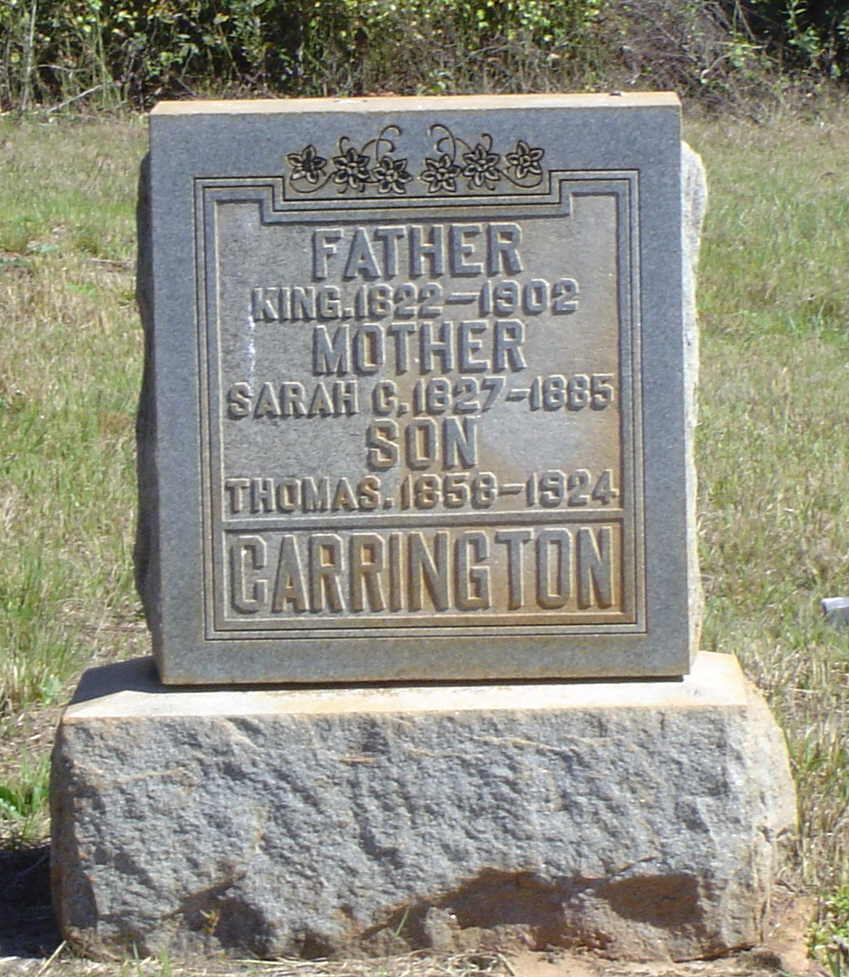 FATHER
KING. 1822-1902
MOTHER
SARAH C. 1827-1885
SON
THOMAS. 1858-1924
CARRINGTON